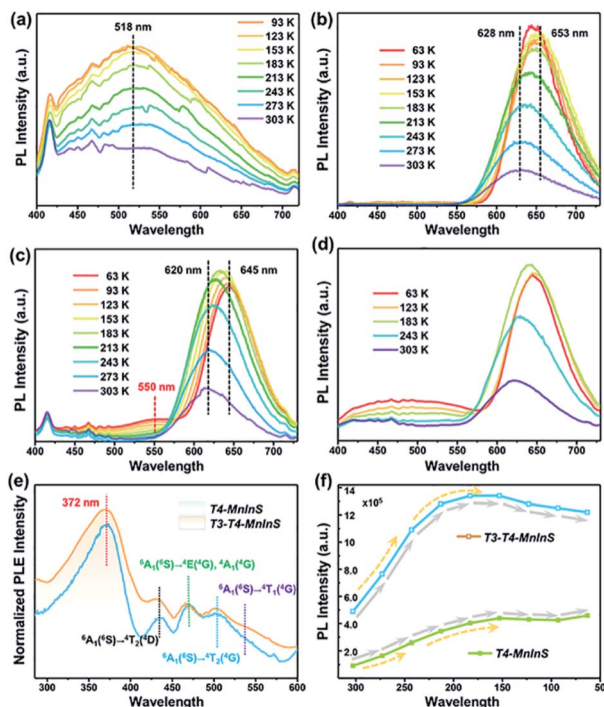 (a)
518 nm
93 K
123 K
153 K
183 K
213 K
243 K
273 K
303 K
PL Intensity (a.u.)
400 450 500 550 600 650 700
Wavelength
(b)
628 nm
653 nm
63 K
93 K
123 K
153 K
183 K
213 K
243 K
273 K
303 K
PL Intensity (a.u.)
400 450 500 550 600 650 700
Wavelength
(c)
620 nm
645 nm
63 K
93 K
123 K
153 K
183 K
213 K
243 K
273 K
303 K
550 nm
PL Intensity (a.u.)
400 450 500 550 600 650 700
Wavelength
(d)
63 K
123 K
183 K
243 K
303 K
PL Intensity (a.u.)
400 450 500 550 600 650 700
Wavelength
(e)
372 nm
T4-MnInS
T3-T4-MnInS
⁶A₁(⁶S)→⁴E(⁴G), ⁴A₁(⁴G)
⁶A₁(⁶S)→⁴T₁(⁴G)
⁶A₁(⁶S)→⁴T₂(⁴D)
⁶A₁(⁶S)→⁴T₂(⁴G)
Normalized PLE Intensity
300 350 400 450 500 550 600
Wavelength
(f)
14
x10⁵
12
10
8.0
6.0
4.0
2.0
T3-T4-MnInS
T4-MnInS
PL Intensity (a.u.)
300 250 200 150 100 50
Wavelength